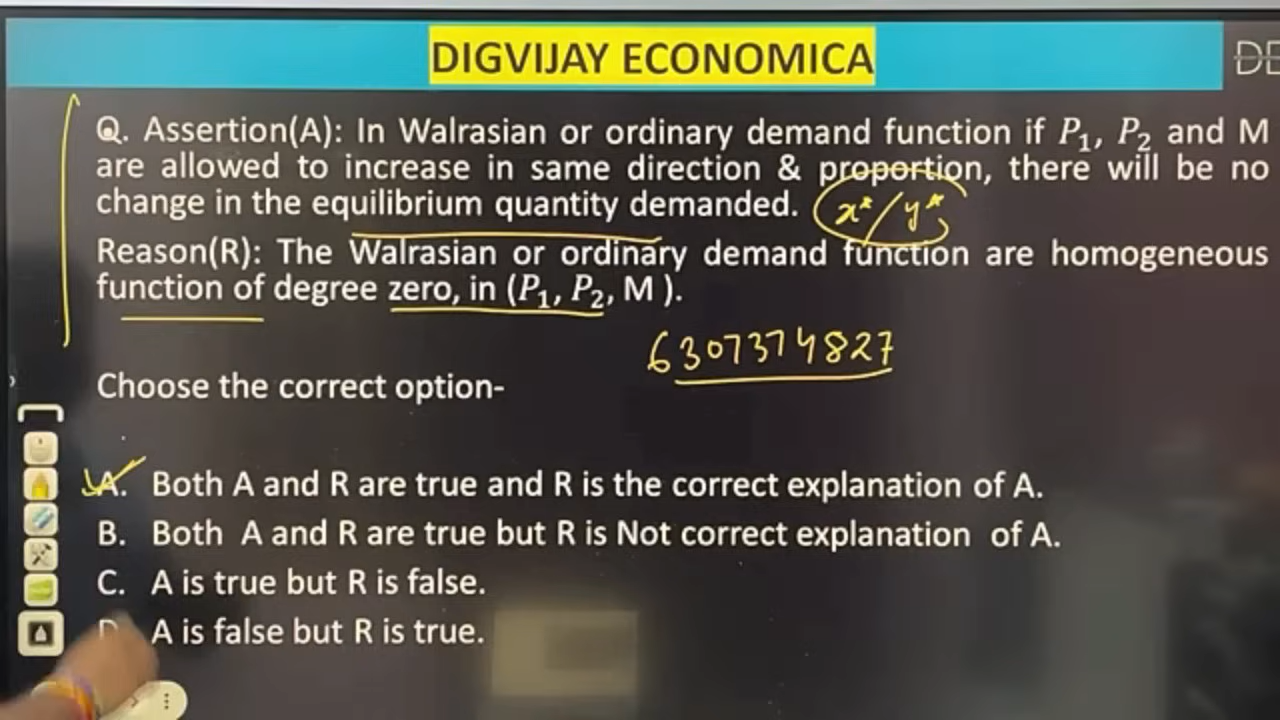 DIGVIJAY ECONOMICA
DE
Q. Assertion(A): In Walrasian or ordinary demand function if P₁, P₂ and M
are allowed to increase in same direction & proportion, there will be no
change in the equilibrium quantity demanded. x*/y*
Reason(R): The Walrasian or ordinary demand function are homogeneous
function of degree zero, in (P₁, P₂, M ).
6307374827
Choose the correct option-
A. Both A and R are true and R is the correct explanation of A.
B. Both A and R are true but R is Not correct explanation of A.
C. A is true but R is false.
D. A is false but R is true.